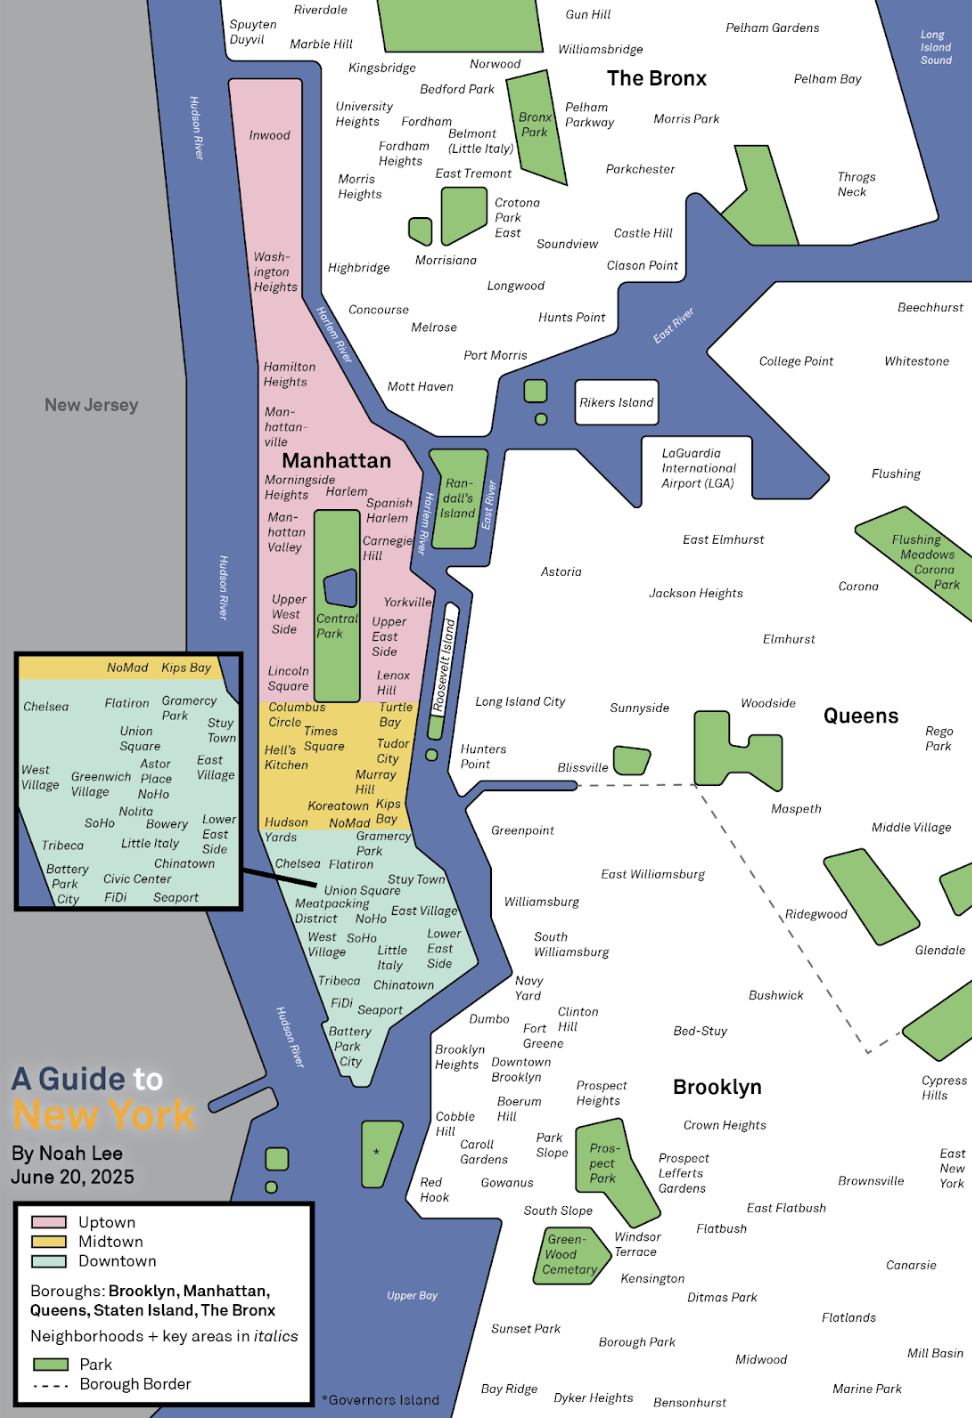 Riverdale
Spuyten
Duyvil
Marble Hill
Gun Hill
Pelham Gardens
Long
Island
Sound
Williamsbridge
Kingsbridge
Norwood
The Bronx
Pelham Bay
Bedford Park
University
Heights
Fordham
Bronx
Park
Pelham
Parkway
Morris Park
Hudson River
Inwood
Belmont
(Little Italy)
Fordham
Heights
East Tremont
Parkchester
Morris
Heights
Throgs
Neck
Crotona
Park
East
Castle Hill
Soundview
Clason Point
Morrisiana
Highbridge
Wash-
ington
Heights
Longwood
Concourse
Melrose
Hunts Point
Harlem River
East River
Beechhurst
Port Morris
Mott Haven
College Point
Whitestone
Hamilton
Heights
Rikers Island
New Jersey
Man-
hattan-
ville
Manhattan
LaGuardia
International
Airport (LGA)
Flushing
Morningside
Heights
Harlem
Spanish
Harlem
Ran-
dall's
Island
Harlem River
East River
Man-
hattan
Valley
Carnegie
Hill
East Elmhurst
Flushing
Meadows
Corona
Park
Astoria
Jackson Heights
Corona
Hudson River
Upper
West
Side
Central
Park
Yorkville
Upper
East
Side
Roosevelt Island
Elmhurst
Lincoln
Square
Lenox
Hill
Long Island City
Sunnyside
Woodside
Queens
Rego
Park
Columbus
Circle
Turtle
Bay
Times
Square
Hell's
Kitchen
Tudor
City
Hunters
Point
Blissville
Murray
Hill
Koreatown
Kips
Bay
Hudson
Yards
NoMad
Maspeth
Middle Village
Greenpoint
Gramercy
Park
Chelsea
Flatiron
Stuy Town
Union Square
Meatpacking
District
NoHo
East Village
East Williamsburg
Williamsburg
Ridegwood
Glendale
West
Village
SoHo
Little
Italy
Lower
East
Side
South
Williamsburg
Tribeca
Chinatown
Navy
Yard
Bushwick
FiDi
Seaport
Battery
Park
City
Hudson River
Dumbo
Clinton
Hill
Fort
Greene
Bed-Stuy
Brooklyn
Heights
Downtown
Brooklyn
Prospect
Heights
Brooklyn
Cypress
Hills
Boerum
Hill
Cobble
Hill
Crown Heights
Caroll
Gardens
Park
Slope
Pros-
pect
Park
Prospect
Lefferts
Gardens
East
New
York
Red
Hook
Gowanus
Brownsville
South Slope
East Flatbush
Flatbush
Green-
Wood
Cemetary
Windsor
Terrace
Kensington
Canarsie
Ditmas Park
Upper Bay
Flatlands
Sunset Park
Borough Park
Midwood
Mill Basin
Bay Ridge
Dyker Heights
Bensonhurst
Marine Park
*
*Governors Island
NoMad
Kips Bay
Chelsea
Flatiron
Gramercy
Park
Stuy
Town
Union
Square
West
Village
Greenwich
Village
Astor
Place
NoHo
East
Village
Nolita
SoHo
Bowery
Lower
East
Side
Tribeca
Little Italy
Chinatown
Battery
Park
City
Civic Center
FiDi
Seaport
A Guide to
New York
By Noah Lee
June 20, 2025
Uptown
Midtown
Downtown
Boroughs: Brooklyn, Manhattan,
Queens, Staten Island, The Bronx
Neighborhoods + key areas in italics
Park
Borough Border